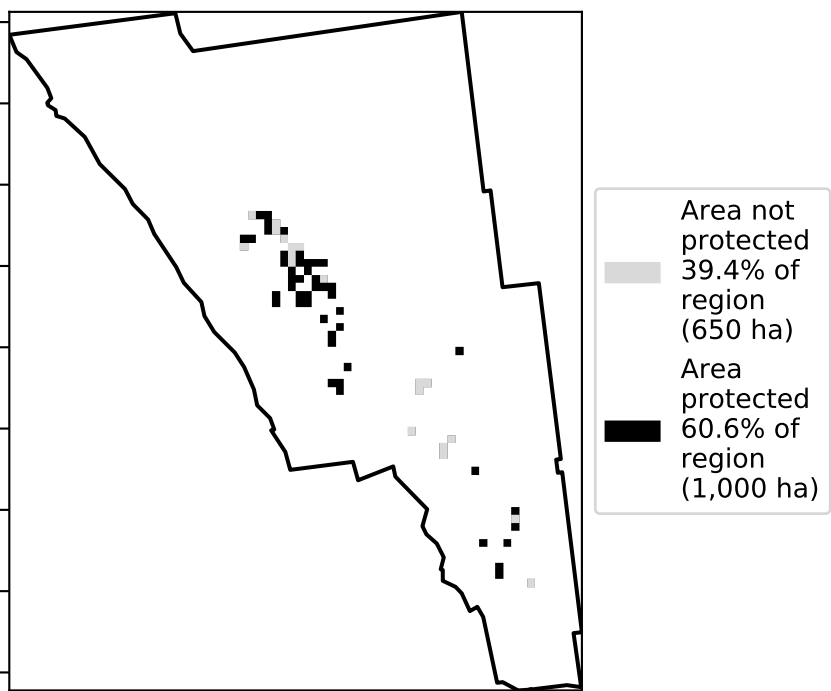 Area not
protected
39.4% of
region
(650 ha)
Area
protected
60.6% of
region
(1,000 ha)